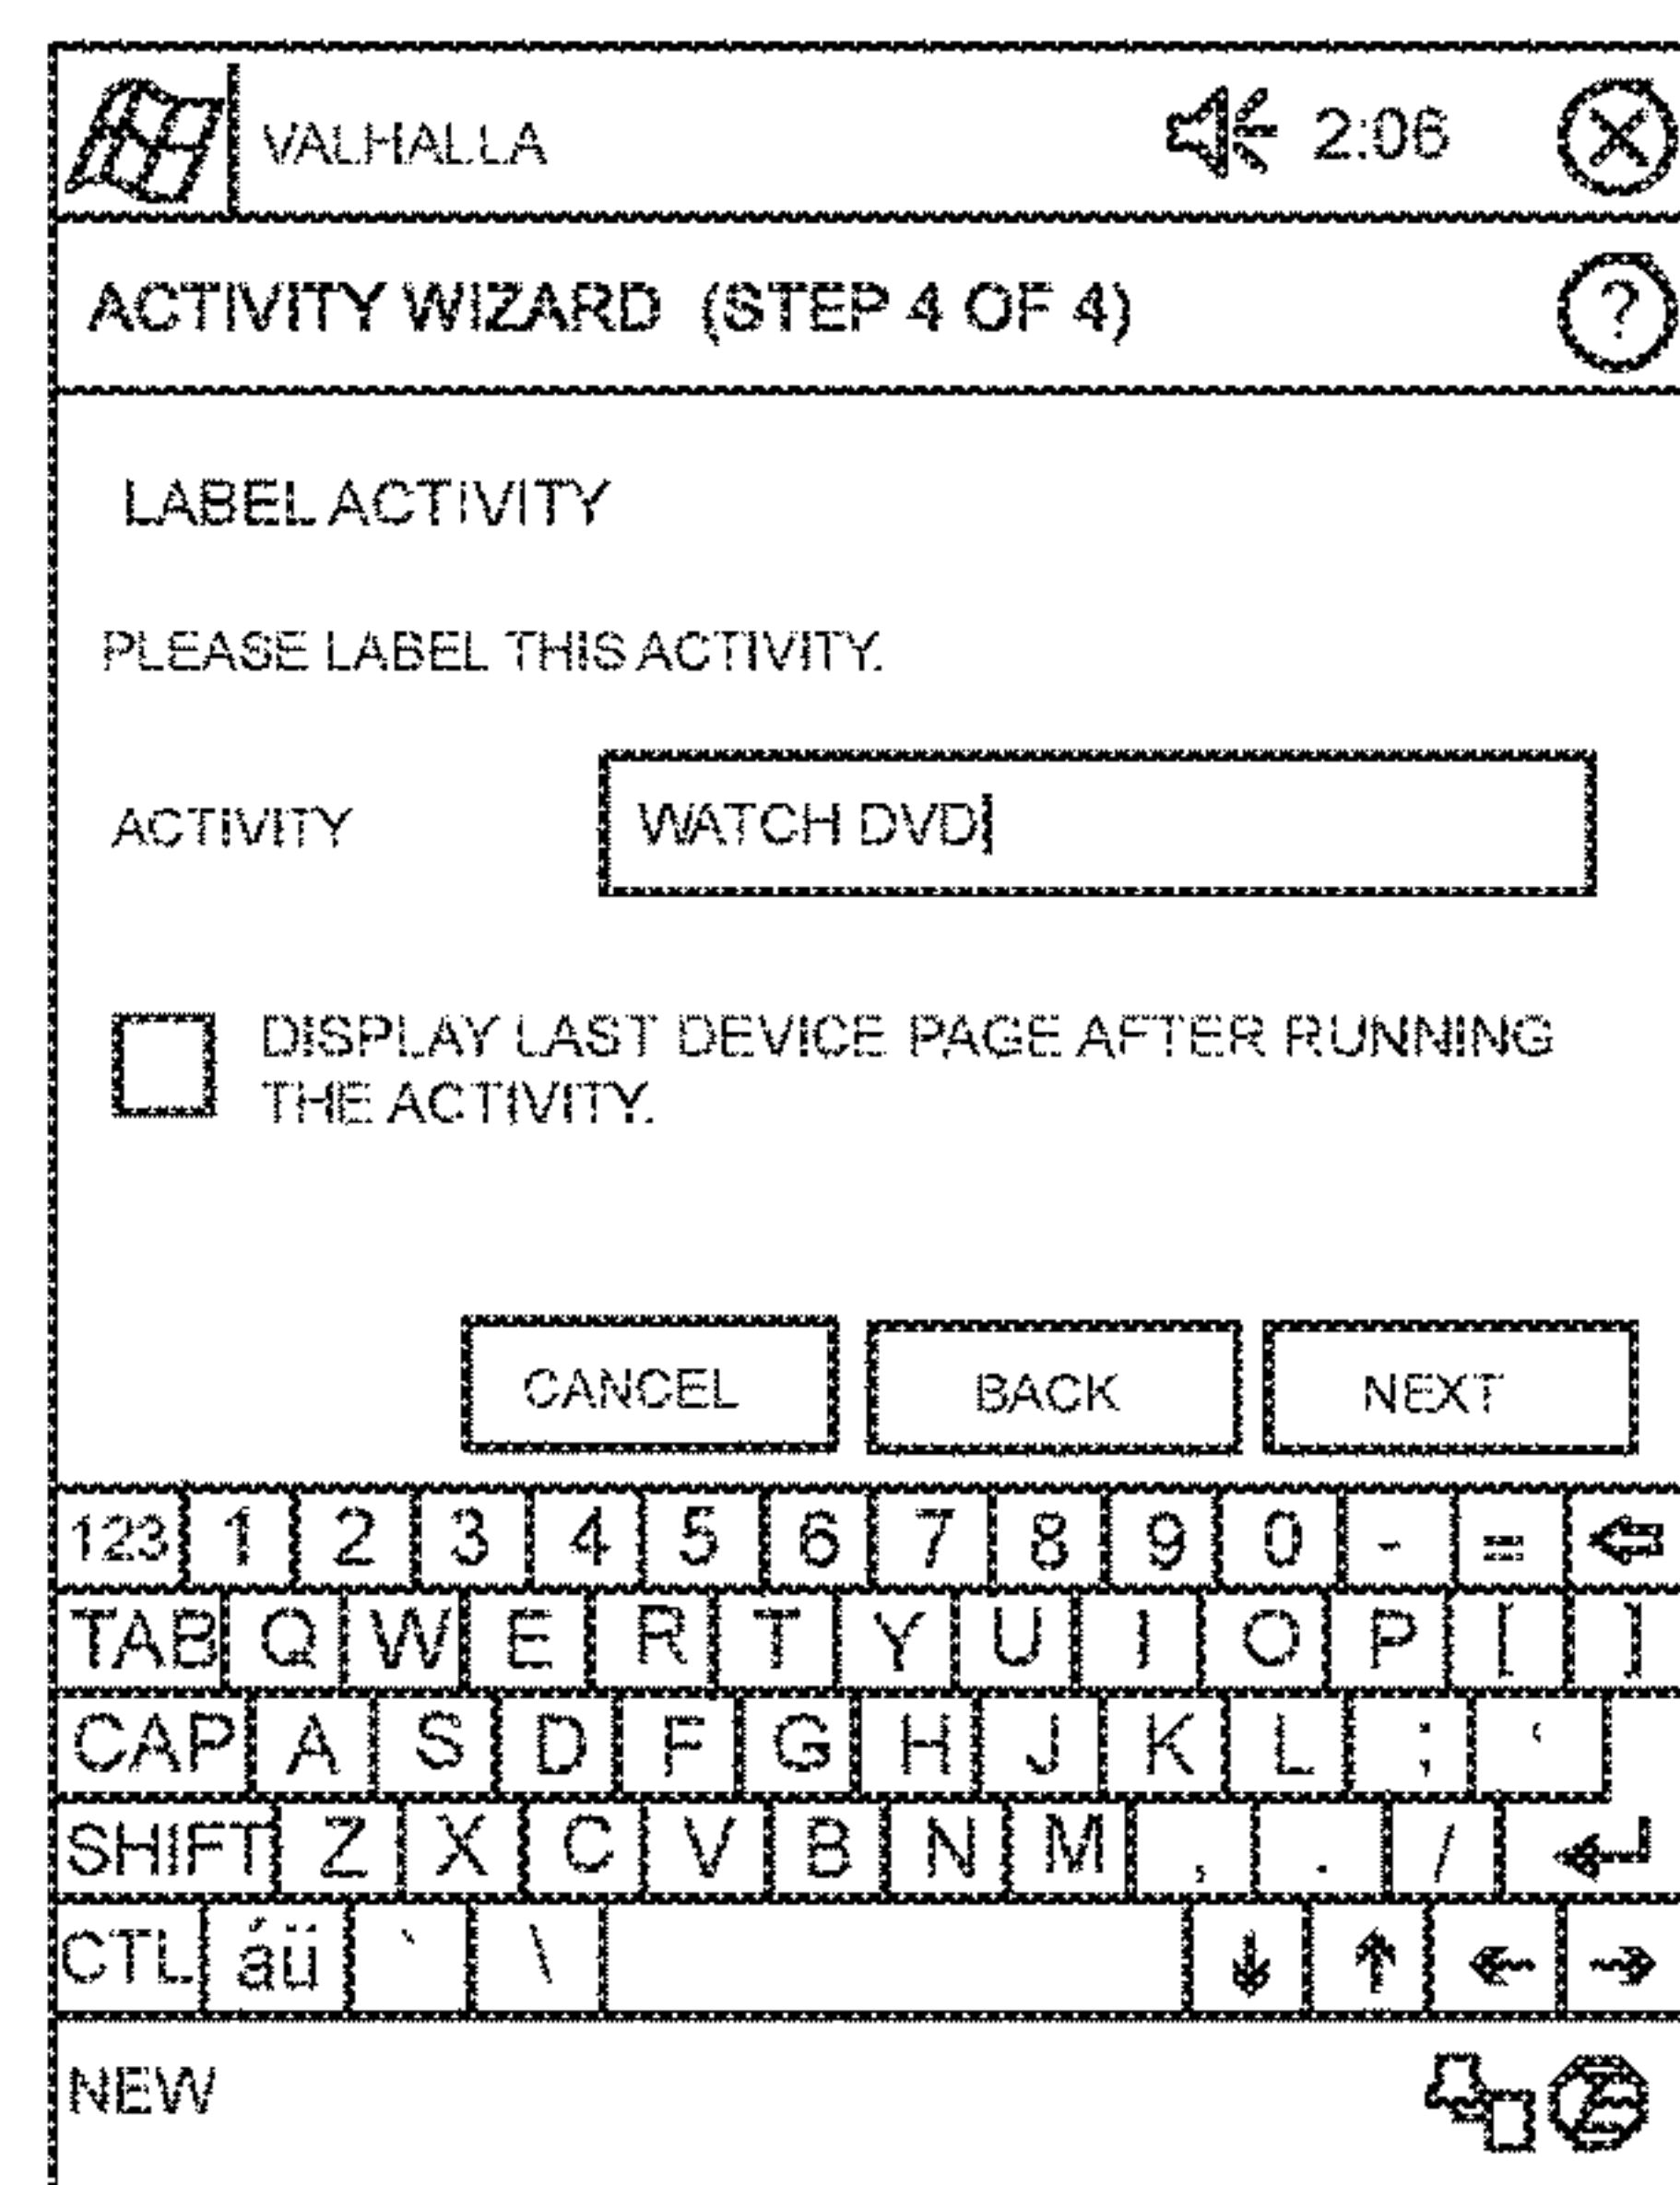 VALHALLA 2:06
ACTIVITY WIZARD (STEP 4 OF 4) ?
LABEL ACTIVITY
PLEASE LABEL THIS ACTIVITY.
ACTIVITY WATCH DVD
DISPLAY LAST DEVICE PAGE AFTER RUNNING
THE ACTIVITY.
CANCEL BACK NEXT
123 1 2 3 4 5 6 7 8 9 0 - =
TAB Q W E R T Y U I O P [ ]
CAP A S D F G H J K L ; '
SHIFT Z X C V B N M , . /
CTL áü ` \ ↓ ↑ ← →
NEW